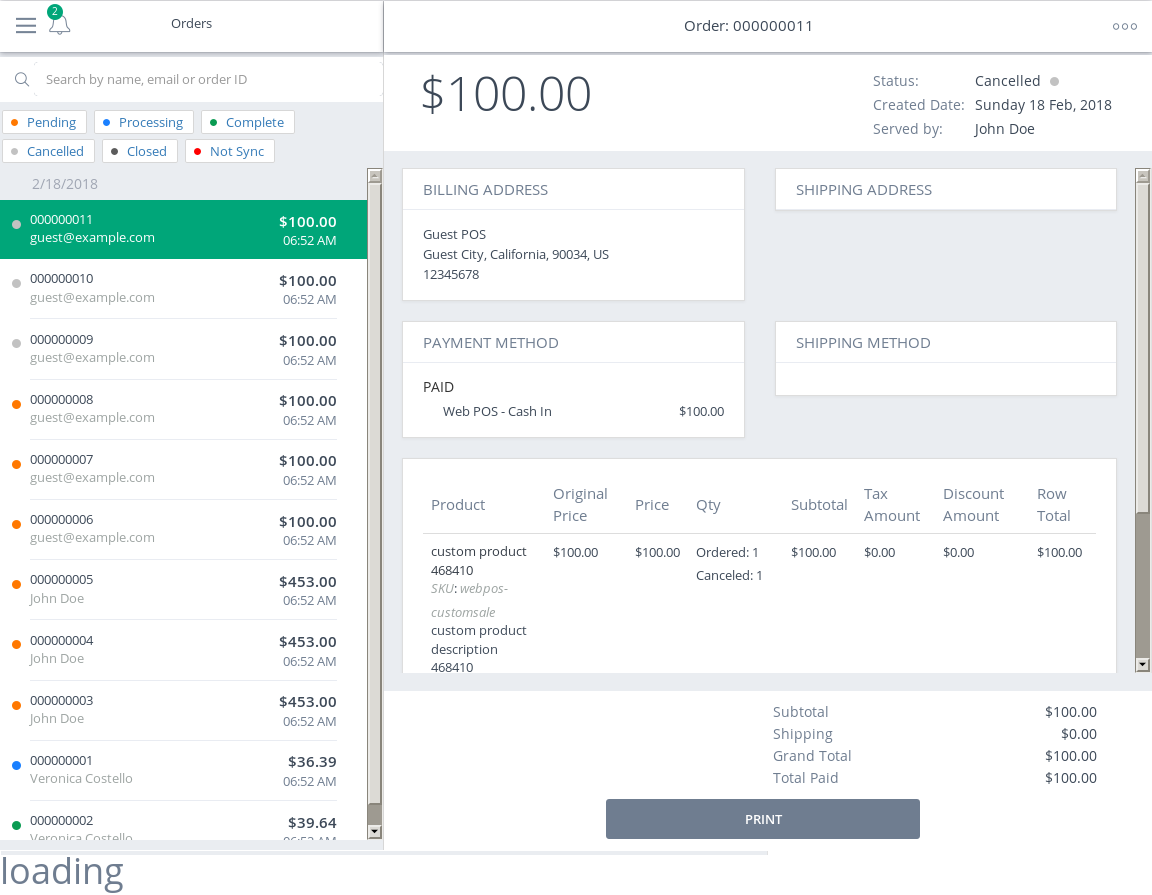 2
Orders
Order: 000000011
Search by name, email or order ID
Pending Processing Complete
Cancelled Closed Not Sync
2/18/2018
000000011 $100.00
guest@example.com 06:52 AM
000000010 $100.00
guest@example.com 06:52 AM
000000009 $100.00
guest@example.com 06:52 AM
000000008 $100.00
guest@example.com 06:52 AM
000000007 $100.00
guest@example.com 06:52 AM
000000006 $100.00
guest@example.com 06:52 AM
000000005 $453.00
John Doe 06:52 AM
000000004 $453.00
John Doe 06:52 AM
000000003 $453.00
John Doe 06:52 AM
000000001 $36.39
Veronica Costello 06:52 AM
000000002 $39.64
Veronica Costello 06:52 AM
$100.00
Status: Cancelled
Created Date: Sunday 18 Feb, 2018
Served by: John Doe
BILLING ADDRESS
Guest POS
Guest City, California, 90034, US
12345678
SHIPPING ADDRESS
PAYMENT METHOD
PAID
Web POS - Cash In $100.00
SHIPPING METHOD
Product Original Price Price Qty Subtotal Tax Amount Discount Amount Row Total
custom product $100.00 $100.00 Ordered: 1 $100.00 $0.00 $0.00 $100.00
468410 Canceled: 1
SKU: webpos-
customsale
custom product
description
468410
Subtotal $100.00
Shipping $0.00
Grand Total $100.00
Total Paid $100.00
PRINT
loading